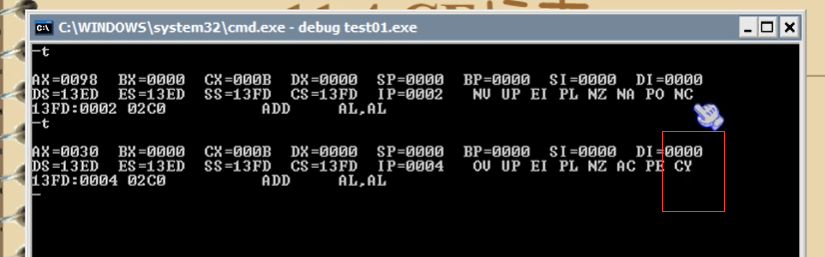 C:\WINDOWS\system32\cmd.exe - debug test01.exe
-t
AX=0098 BX=0000 CX=000B DX=0000 SP=0000 BP=0000 SI=0000 DI=0000
DS=13ED ES=13ED SS=13FD CS=13FD IP=0002 NV UP EI PL NZ NA PO NC
13FD:0002 02C0 ADD AL,AL
-t
AX=0030 BX=0000 CX=000B DX=0000 SP=0000 BP=0000 SI=0000 DI=0000
DS=13ED ES=13ED SS=13FD CS=13FD IP=0004 OV UP EI PL NZ AC PE CY
13FD:0004 02C0 ADD AL,AL
-